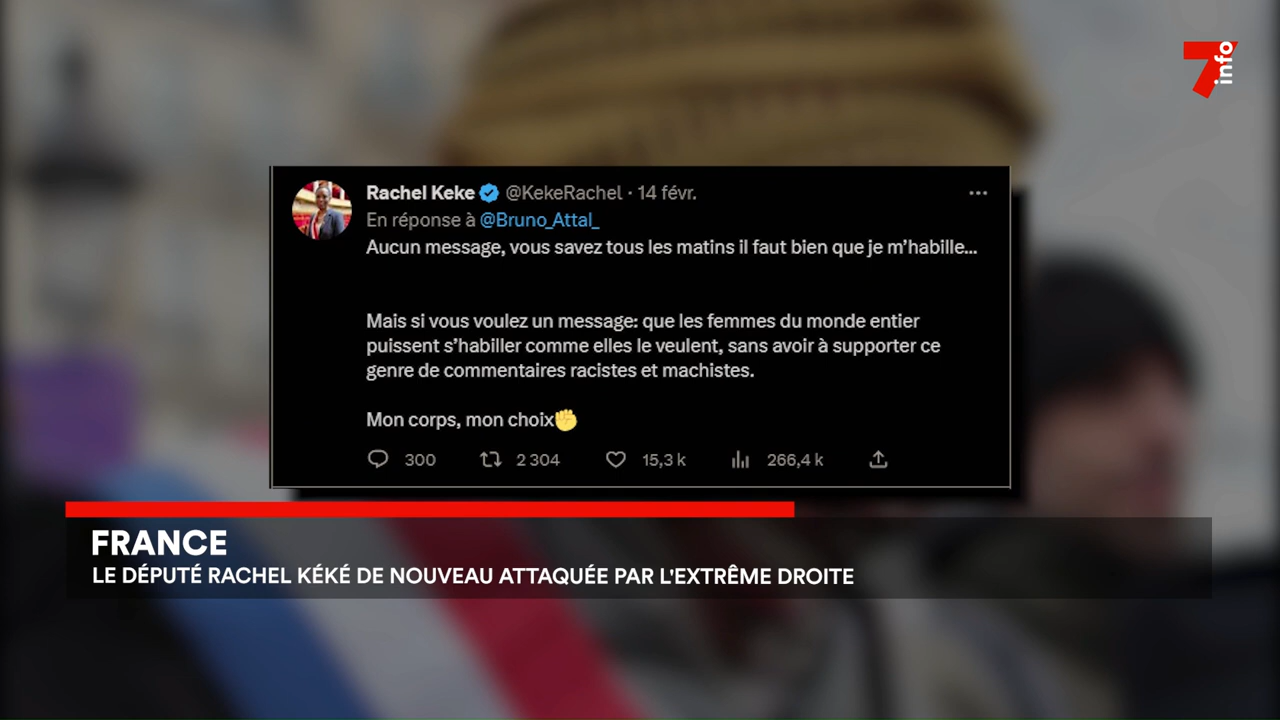 7 info
Rachel Keke @KekeRachel · 14 févr.
En réponse à @Bruno_Attal_
Aucun message, vous savez tous les matins il faut bien que je m’habille...
Mais si vous voulez un message: que les femmes du monde entier
puissent s’habiller comme elles le veulent, sans avoir à supporter ce
genre de commentaires racistes et machistes.
Mon corps, mon choix✊
300 2 304 15,3 k 266,4 k
FRANCE
LE DÉPUTÉ RACHEL KÉKÉ DE NOUVEAU ATTAQUÉE PAR L'EXTRÊME DROITE